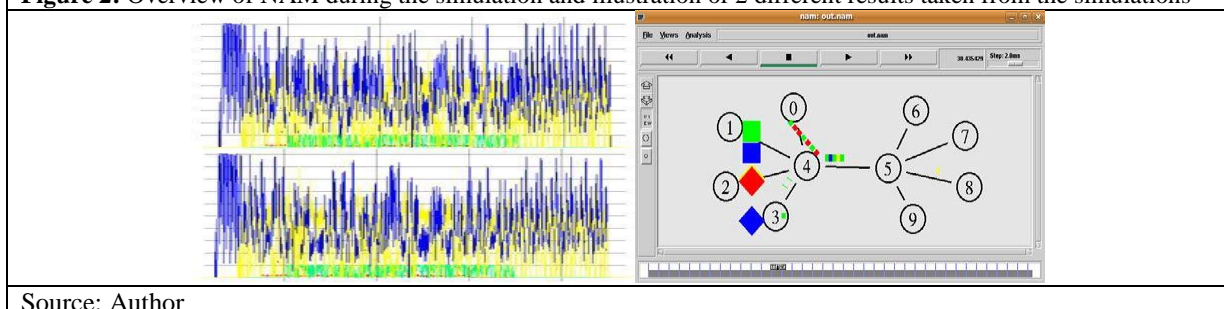 Figure 2: Overview of NAM during the simulation and illustration of 2 different results taken from the simulations
nam: out.nam
File Views Analysis
out.nam
30.435429 Step: 2.0ms
0
1
2
3
4
5
6
7
8
9
Source: Author